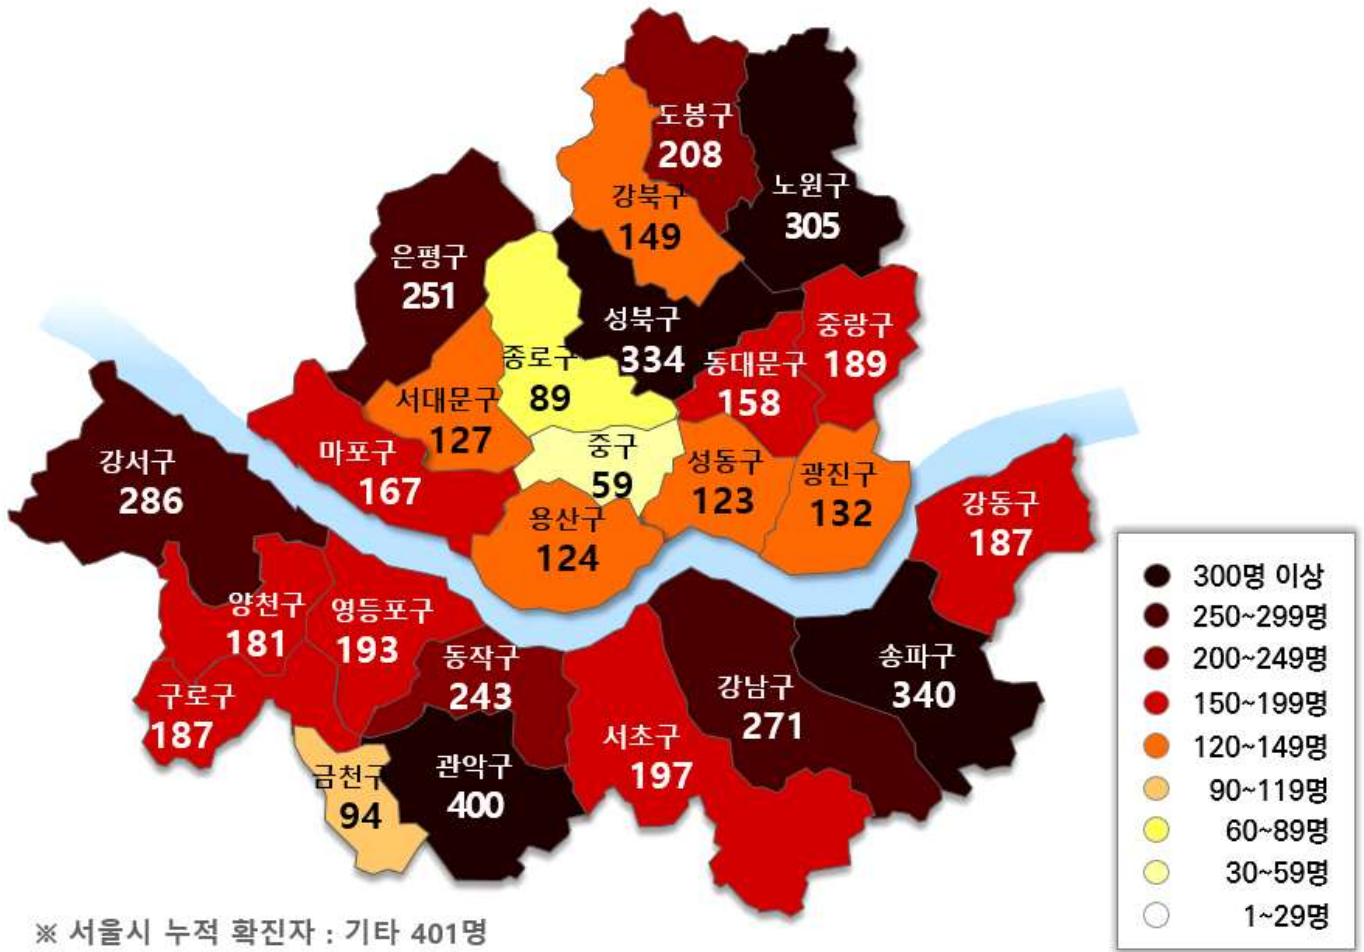 도봉구
208
노원구
305
강북구
149
은평구
251
성북구
334
중랑구
189
종로구
89
동대문구
158
서대문구
127
마포구
167
중구
59
성동구
123
광진구
132
강서구
286
용산구
124
강동구
187
양천구
181
영등포구
193
동작구
243
송파구
340
구로구
187
강남구
271
서초구
197
금천구
94
관악구
400
300명 이상
250~299명
200~249명
150~199명
120~149명
90~119명
60~89명
30~59명
1~29명
※ 서울시 누적 확진자 : 기타 401명